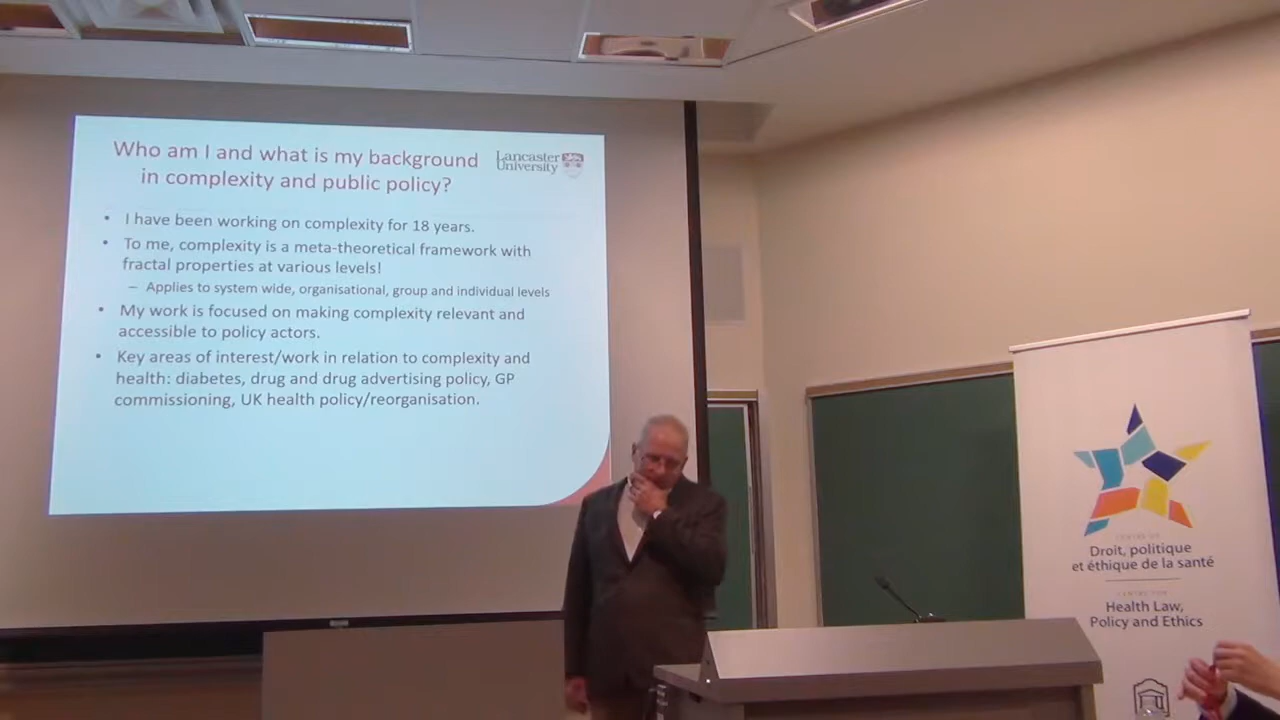 Who am I and what is my background
in complexity and public policy?
Lancaster
University
• I have been working on complexity for 18 years.
• To me, complexity is a meta-theoretical framework with
fractal properties at various levels!
– Applies to system wide, organisational, group and individual levels
• My work is focused on making complexity relevant and
accessible to policy actors.
• Key areas of interest/work in relation to complexity and
health: diabetes, drug and drug advertising policy, GP
commissioning, UK health policy/reorganisation.
Droit, politique
et éthique de la santé
Health Law,
Policy and Ethics